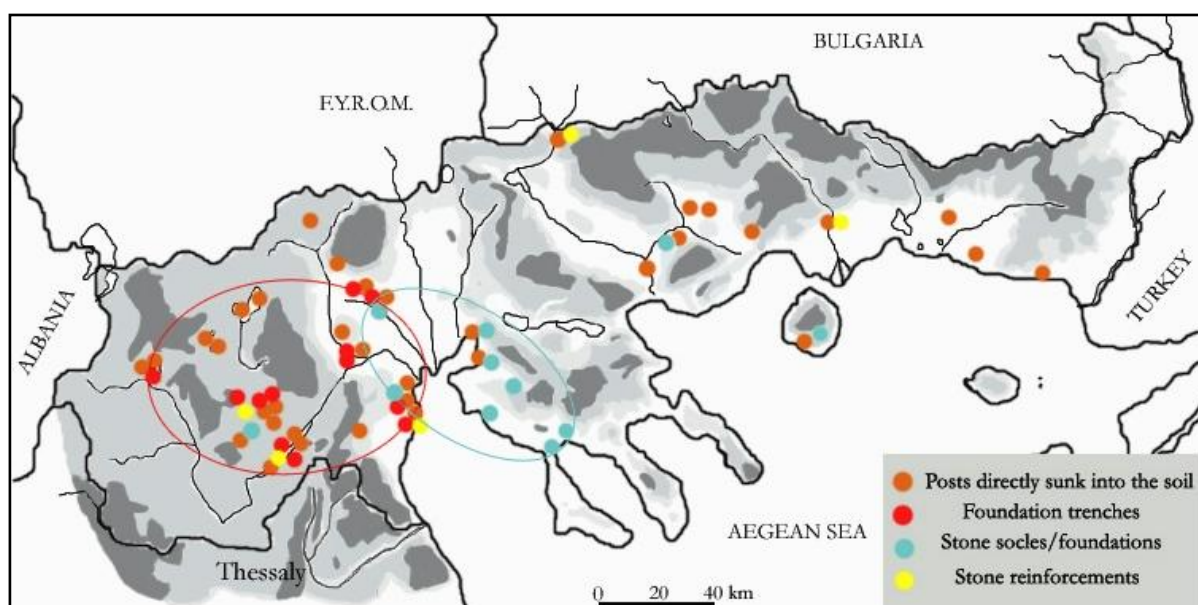 BULGARIA
F.Y.R.O.M.
ALBANIA
TURKEY
AEGEAN SEA
Thessaly
0 20 40 km
Posts directly sunk into the soil
Foundation trenches
Stone socles/foundations
Stone reinforcements